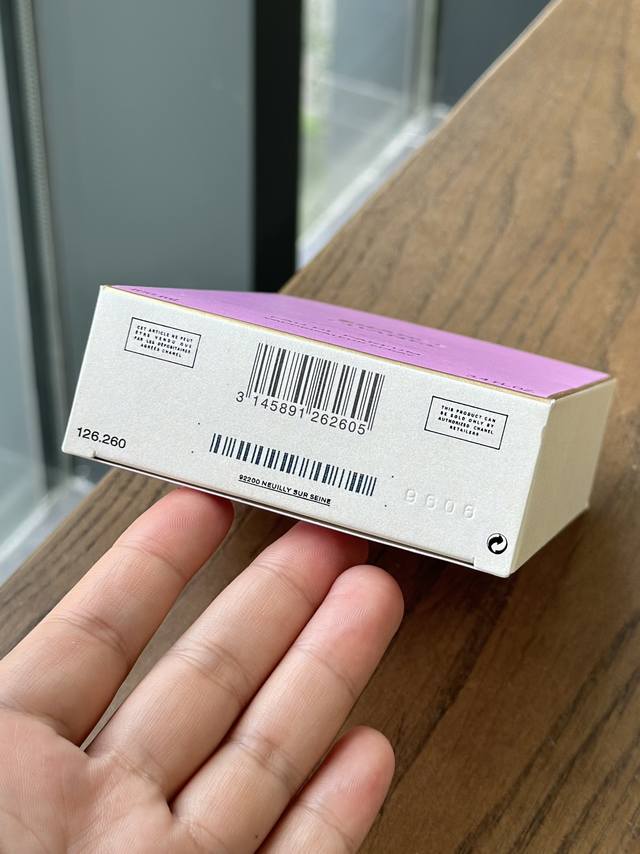 CET ARTICLE NE PEUT
ÊTRE VENDU QUE
PAR LES DÉPOSITAIRES
AGRÉÉS CHANEL
3 145891 262605
THIS PRODUCT CAN
BE SOLD ONLY BY
AUTHORIZED CHANEL
RETAILERS
126.260
92200 NEUILLY SUR SEINE
9606